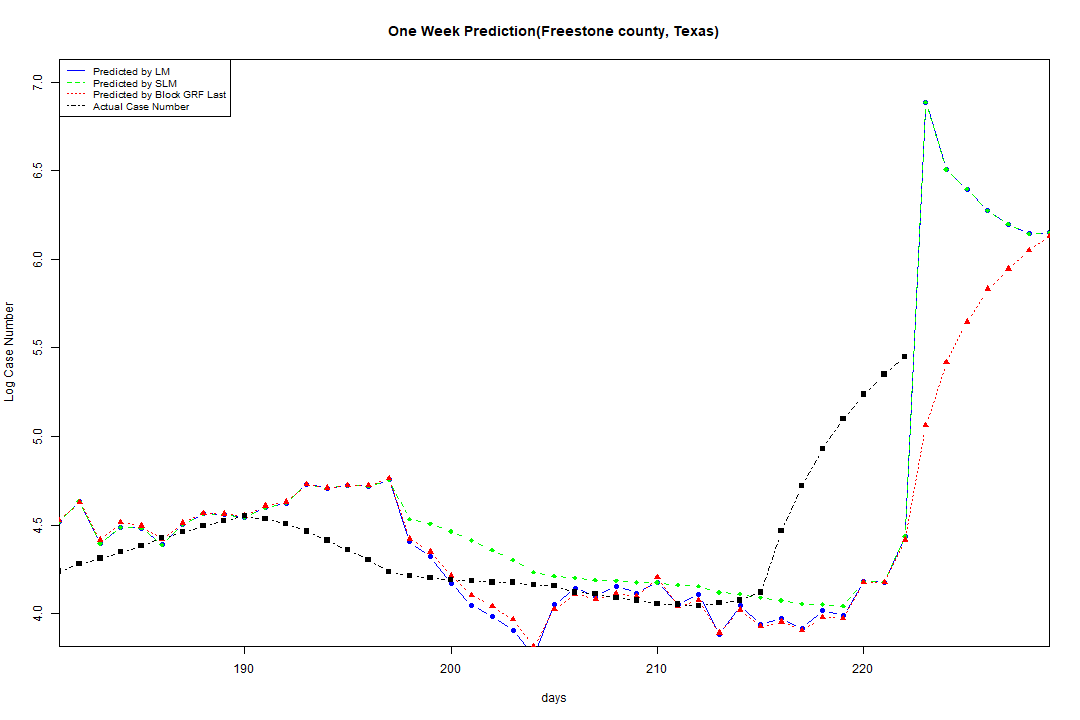 One Week Prediction(Freestone county, Texas)
Predicted by LM
Predicted by SLM
Predicted by Block GRF Last
Actual Case Number
7.0
6.5
6.0
5.5
5.0
4.5
4.0
Log Case Number
190 200 210 220
days